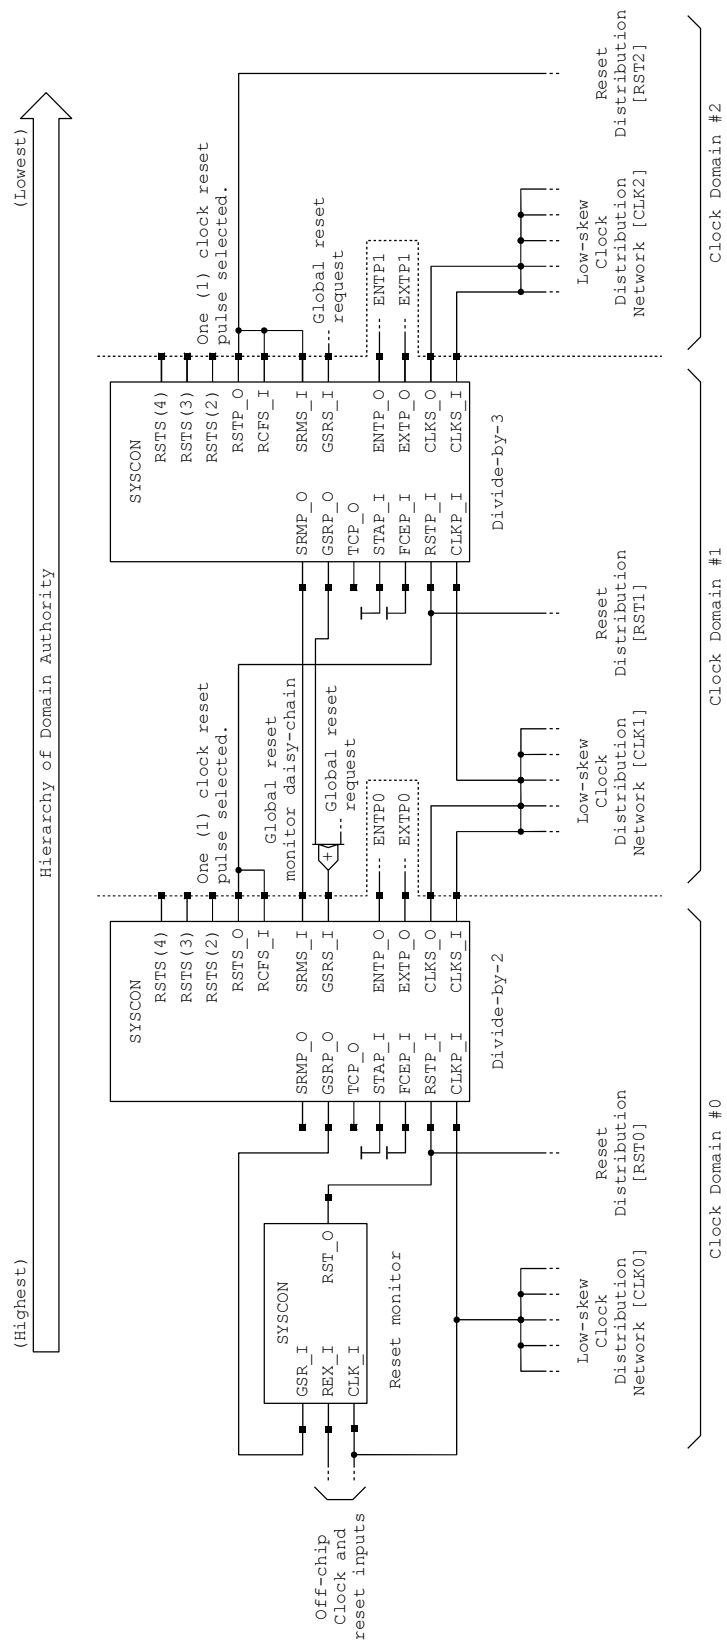 (Highest)
Hierarchy of Domain Authority
(Lowest)
Off-chip
Clock and
reset inputs
SYSCON
GSR_I
REX_I
CLK_I
RST_O
Reset monitor
SYSCON
SRMP_O
GSRP_O
TCP_O
STAP_I
FCEP_I
RSTP_I
CLKP_I
RSTS(4)
RSTS(3)
RSTS(2)
RSTS_O
RCFS_I
SRMS_I
GSRS_I
ENTP_O
EXTP_O
CLKS_O
CLKS_I
Divide-by-2
One (1) clock reset
pulse selected.
Global reset
monitor daisy-chain
+
Global reset
request
ENTP0
EXTP0
SYSCON
SRMP_O
GSRP_O
TCP_O
STAP_I
FCEP_I
RSTP_I
CLKP_I
RSTS(4)
RSTS(3)
RSTS(2)
RSTP_O
RCFS_I
SRMS_I
GSRS_I
ENTP_O
EXTP_O
CLKS_O
CLKS_I
Divide-by-3
One (1) clock reset
pulse selected.
Global reset
request
ENTP1
EXTP1
Low-skew
Clock
Distribution
Network [CLK0]
Reset
Distribution
[RST0]
Low-skew
Clock
Distribution
Network [CLK1]
Reset
Distribution
[RST1]
Low-skew
Clock
Distribution
Network [CLK2]
Reset
Distribution
[RST2]
Clock Domain #0
Clock Domain #1
Clock Domain #2